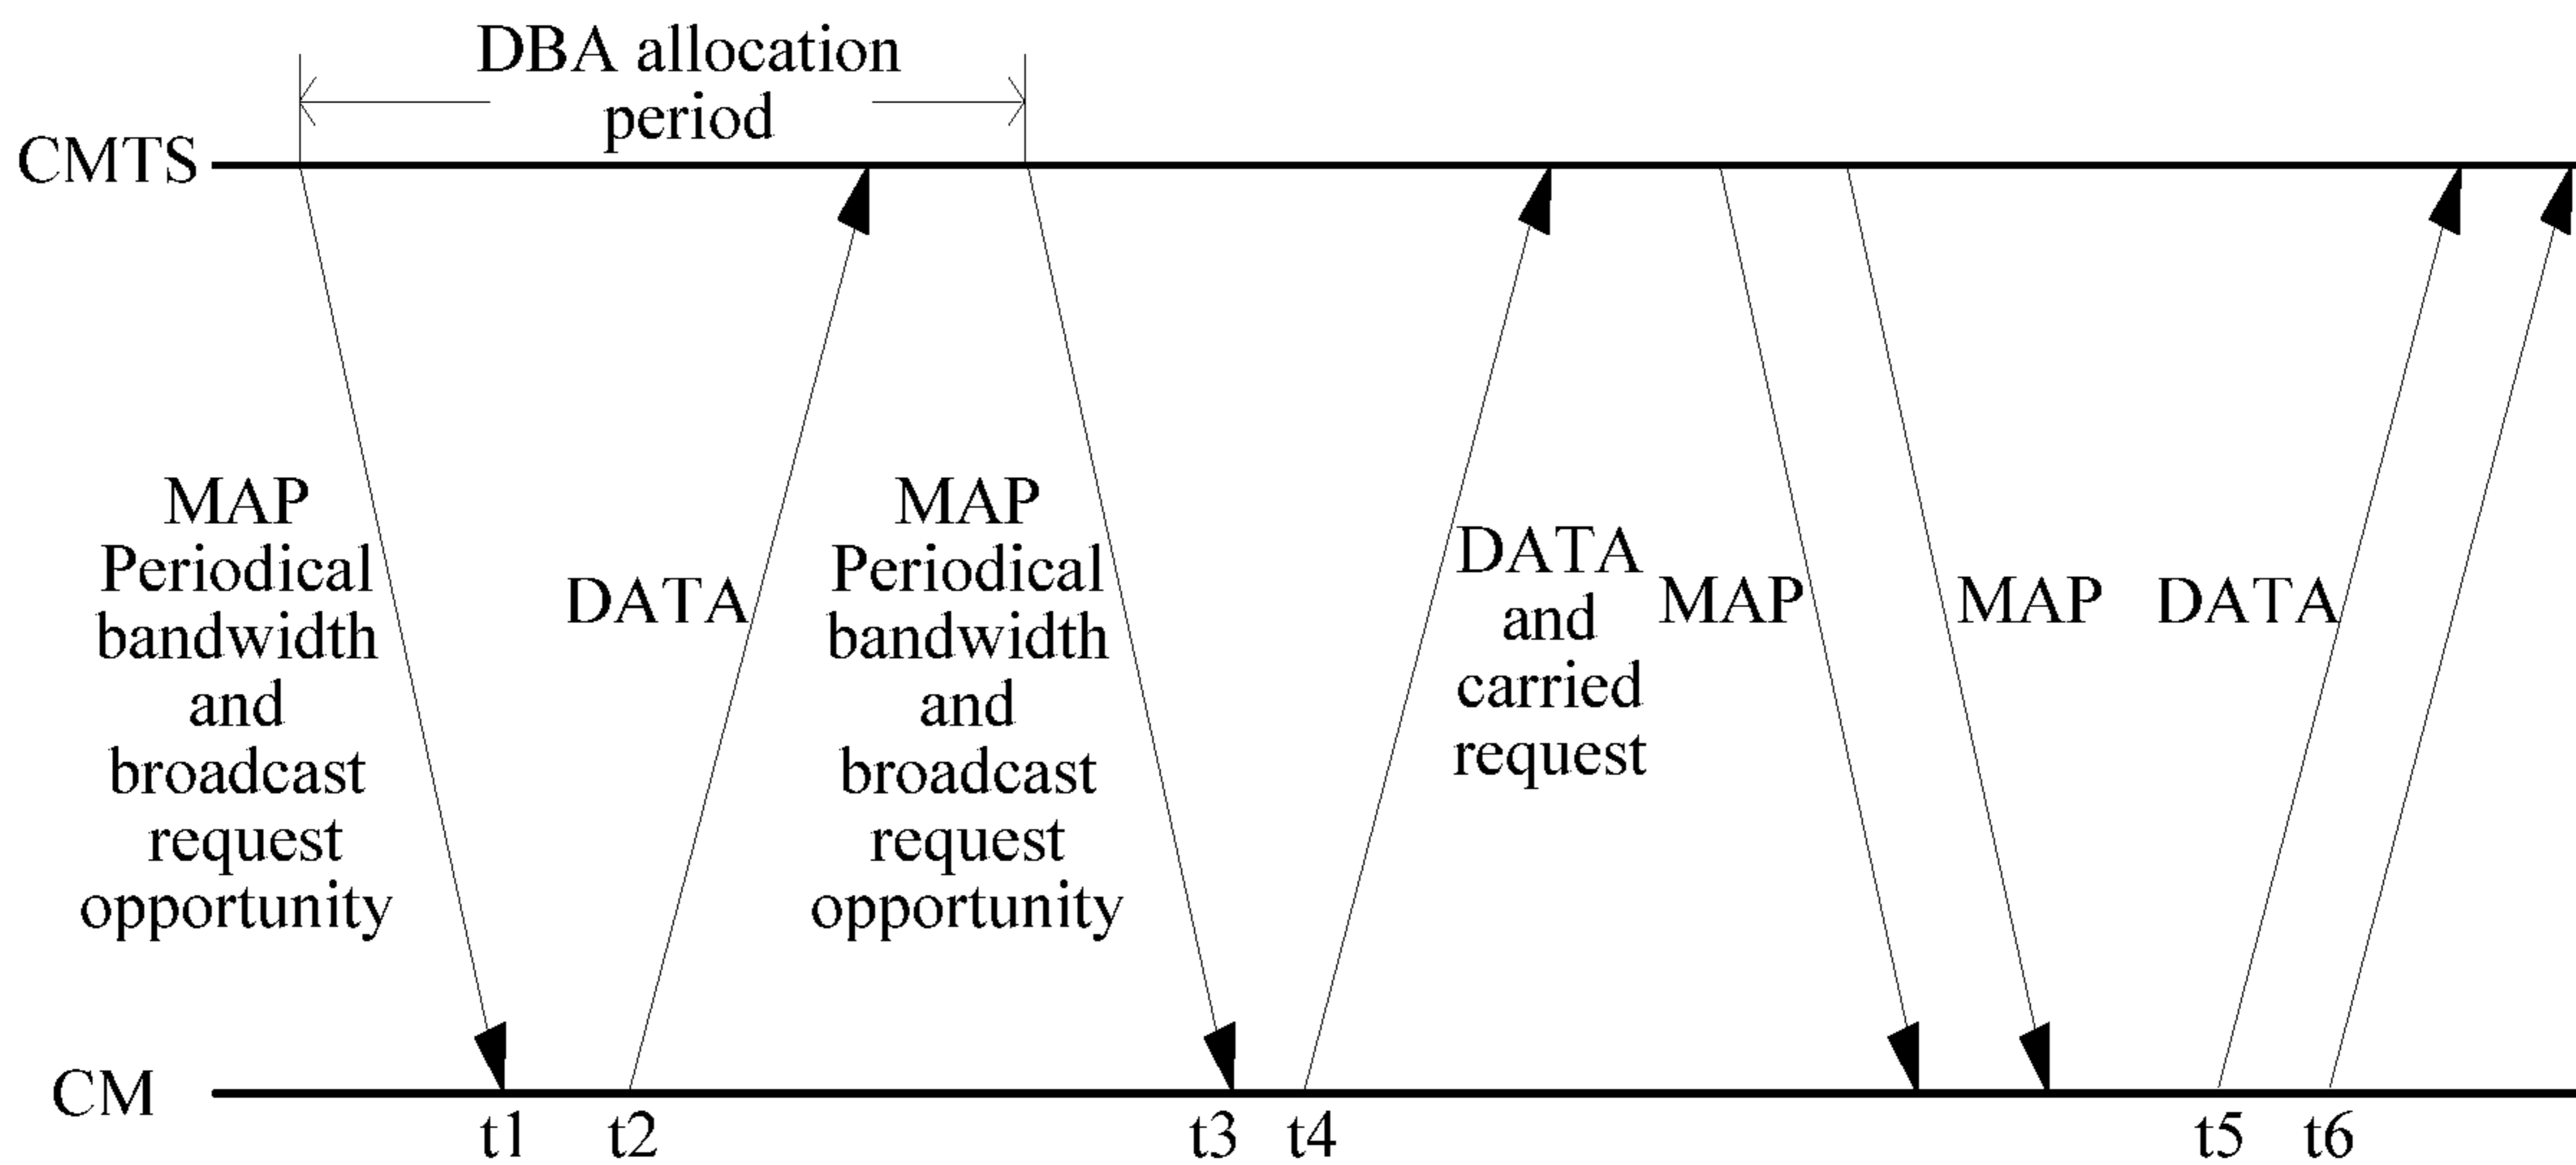 DBA allocation
period
CMTS
MAP
Periodical
bandwidth
and
broadcast
request
opportunity
DATA
MAP
Periodical
bandwidth
and
broadcast
request
opportunity
DATA
and
carried
request
MAP
MAP
DATA
CM
t1
t2
t3
t4
t5
t6